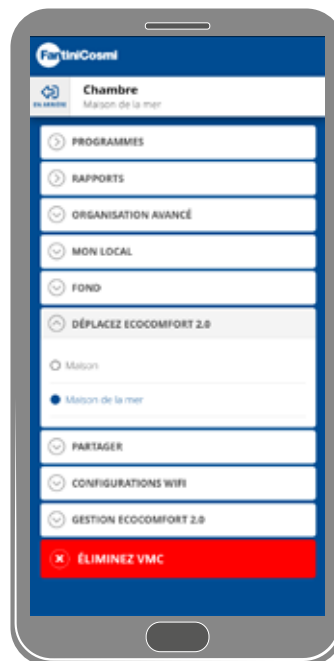 FantiniCosmi
EN ARRIÈRE
Chambre
Maison de la mer
PROGRAMMES
RAPPORTS
ORGANISATION AVANCÉ
MON LOCAL
FOND
DÉPLACEZ ECOCOMFORT 2.0
Maison
Maison de la mer
PARTAGER
CONFIGURATIONS WIFI
GESTION ECOCOMFORT 2.0
ÉLIMINEZ VMC